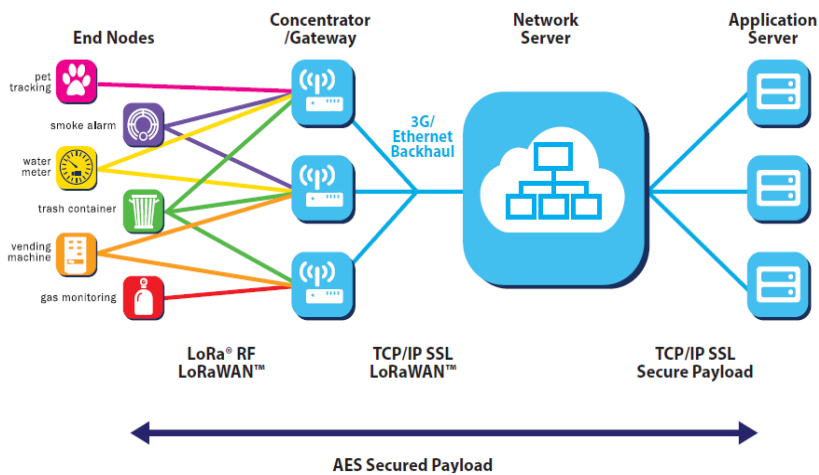 End Nodes
Concentrator
/Gateway
Network
Server
Application
Server
pet
tracking
smoke alarm
water
meter
trash container
vending
machine
gas monitoring
3G/
Ethernet
Backhaul
LoRa® RF
LoRaWAN™
TCP/IP SSL
LoRaWAN™
TCP/IP SSL
Secure Payload
AES Secured Payload